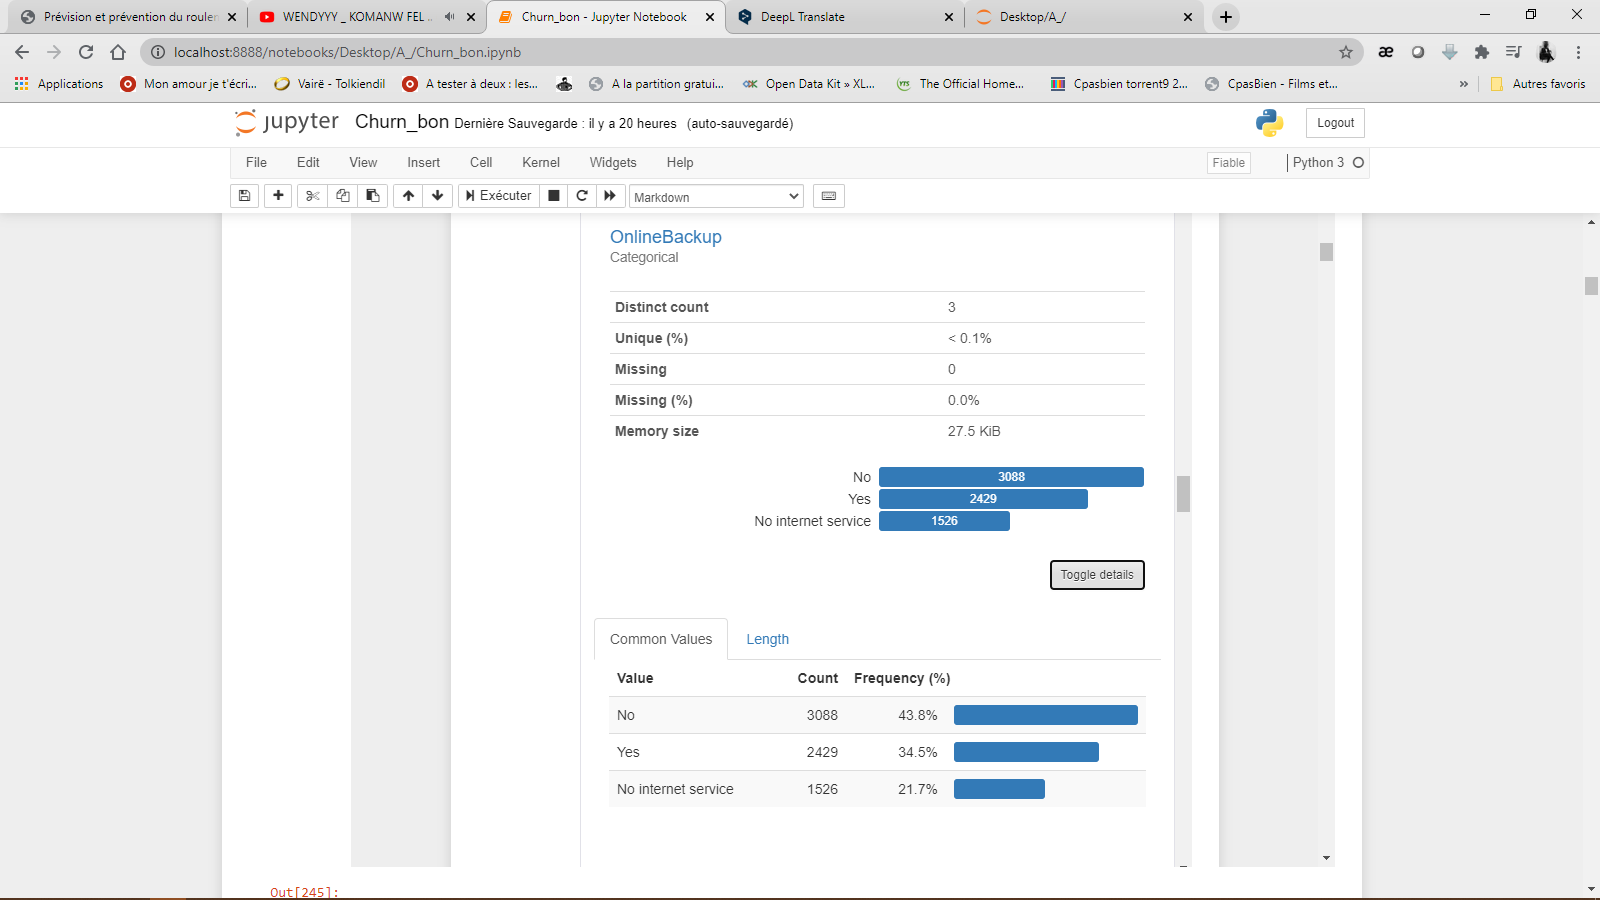 Prévision et prévention du rouler
WENDYYY _ KOMANW FEL ..
Churn_bon - Jupyter Notebook
DeepL Translate
Desktop/A_/
localhost:8888/notebooks/Desktop/A_/Churn_bon.ipynb
Applications
Mon amour je t'écri...
Vairë - Tolkiendil
A tester à deux : les...
A la partition gratui...
Open Data Kit » XL...
The Official Home...
Cpasbien torrent9 2...
CpasBien - Films et...
»
Autres favoris
jupyter Churn_bon Dernière Sauvegarde : il y a 20 heures (auto-sauvegardé)
Logout
File Edit View Insert Cell Kernel Widgets Help
Fiable
Python 3
Exécuter
Markdown
OnlineBackup
Categorical
Distinct count 3
Unique (%) < 0.1%
Missing 0
Missing (%) 0.0%
Memory size 27.5 KiB
No 3088
Yes 2429
No internet service 1526
Toggle details
Common Values Length
Value Count Frequency (%)
No 3088 43.8%
Yes 2429 34.5%
No internet service 1526 21.7%
Out[245]: